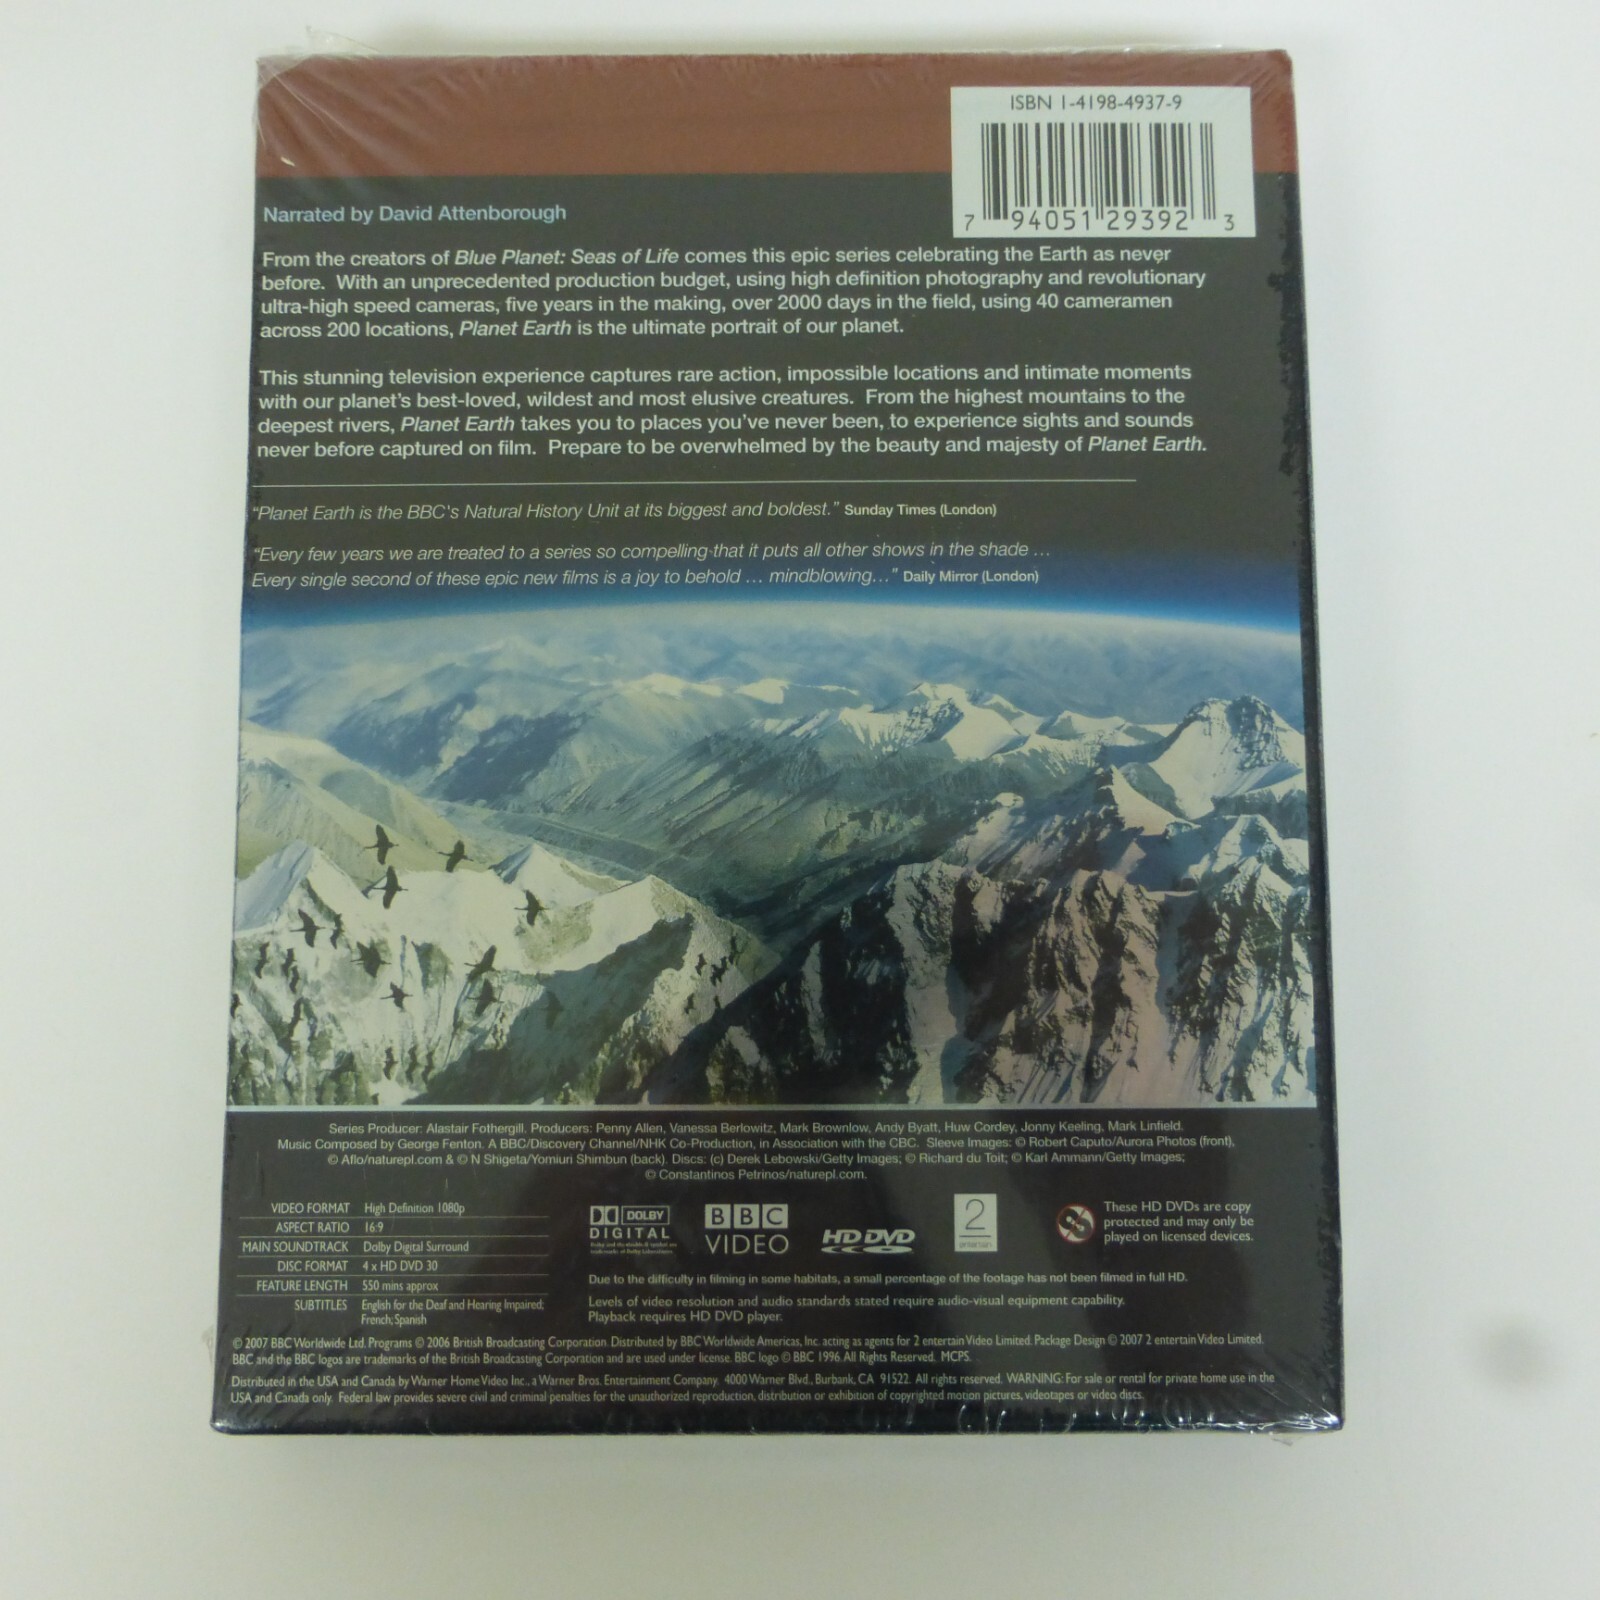 ISBN 1-4198-4937-9
7 94051 29392 3
Narrated by David Attenborough
From the creators of Blue Planet: Seas of Life comes this epic series celebrating the Earth as never
before. With an unprecedented production budget, using high definition photography and revolutionary
ultra-high speed cameras, five years in the making, over 2000 days in the field, using 40 cameramen
across 200 locations, Planet Earth is the ultimate portrait of our planet.
This stunning television experience captures rare action, impossible locations and intimate moments
with our planet's best-loved, wildest and most elusive creatures. From the highest mountains to the
deepest rivers, Planet Earth takes you to places you've never been, to experience sights and sounds
never before captured on film. Prepare to be overwhelmed by the beauty and majesty of Planet Earth.
"Planet Earth is the BBC's Natural History Unit at its biggest and boldest." Sunday Times (London)
"Every few years we are treated to a series so compelling that it puts all other shows in the shade ...
Every single second of these epic new films is a joy to behold ... mindblowing..." Daily Mirror (London)
Series Producer: Alastair Fothergill. Producers: Penny Allen, Vanessa Berlowitz, Mark Brownlow, Andy Byatt, Huw Cordey, Jonny Keeling, Mark Linfield.
Music Composed by George Fenton. A BBC/Discovery Channel/NHK Co-Production, in Association with the CBC. Sleeve Images: © Robert Caputo/Aurora Photos (front),
© Aflo/naturepl.com & © N Shigeta/Yomiuri Shimbun (back). Discs: (c) Derek Lebowski/Getty Images; © Richard du Toit; © Karl Ammann/Getty Images;
© Constantinos Petrinos/naturepl.com.
VIDEO FORMAT High Definition 1080p
ASPECT RATIO 16:9
MAIN SOUNDTRACK Dolby Digital Surround
DISC FORMAT 4 x HD DVD 30
FEATURE LENGTH 550 mins approx
SUBTITLES English for the Deaf and Hearing Impaired;
French; Spanish
DOLBY
DIGITAL
BBC
VIDEO
HD DVD
2
entertain
These HD DVDs are copy
protected and may only be
played on licensed devices.
Due to the difficulty in filming in some habitats, a small percentage of the footage has not been filmed in full HD.
Levels of video resolution and audio standards stated require audio-visual equipment capability.
Playback requires HD DVD player.
© 2007 BBC Worldwide Ltd. Programs © 2006 British Broadcasting Corporation. Distributed by BBC Worldwide Americas, Inc. acting as agents for 2 entertain Video Limited. Package Design © 2007 2 entertain Video Limited.
BBC and the BBC logos are trademarks of the British Broadcasting Corporation and are used under license. BBC logo © BBC 1996. All Rights Reserved. MCPS.
Distributed in the USA and Canada by Warner Home Video Inc., a Warner Bros. Entertainment Company. 4000 Warner Blvd., Burbank, CA 91522. All rights reserved. WARNING: For sale or rental for private home use in the
USA and Canada only. Federal law provides severe civil and criminal penalties for the unauthorized reproduction, distribution or exhibition of copyrighted motion pictures, videotapes or video discs.